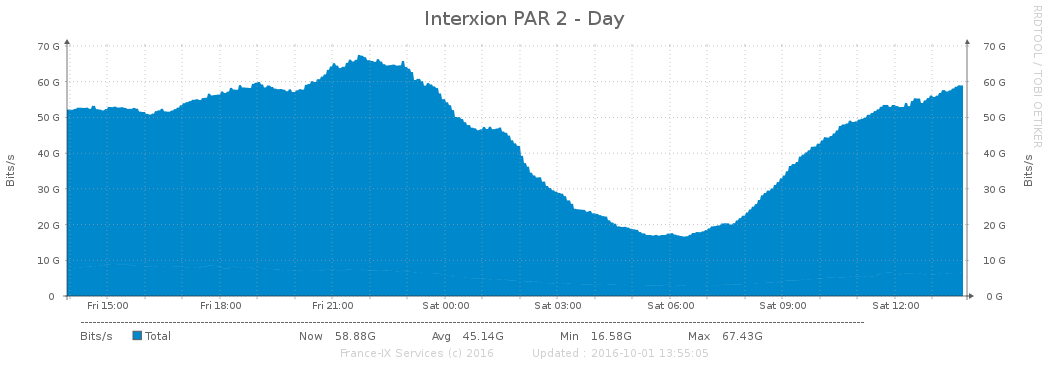 Interxion PAR 2 - Day
RRDTOOL / TOBI OETIKER
Bits/s
70 G 70 G
60 G 60 G
50 G 50 G
40 G 40 G
30 G 30 G
20 G 20 G
10 G 10 G
0 0 G
Bits/s
Fri 15:00 Fri 18:00 Fri 21:00 Sat 00:00 Sat 03:00 Sat 06:00 Sat 09:00 Sat 12:00
Bits/s Total Now 58.88G Avg 45.14G Min 16.58G Max 67.43G
France-IX Services (c) 2016 Updated : 2016-10-01 13:55:05